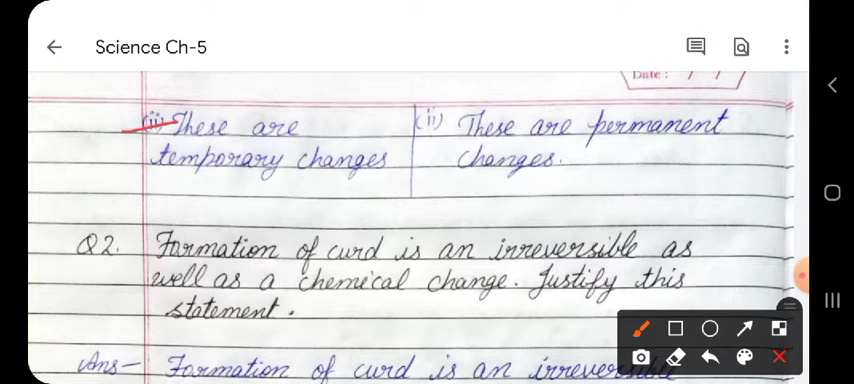 Science Ch-5
Date : / /
(ii) These are
temporary changes
(ii) These are permanent
changes.
Q2. Formation of curd is an irreversible as
well as a chemical change. Justify this
statement.
Ans- Formation of curd is an irreversible